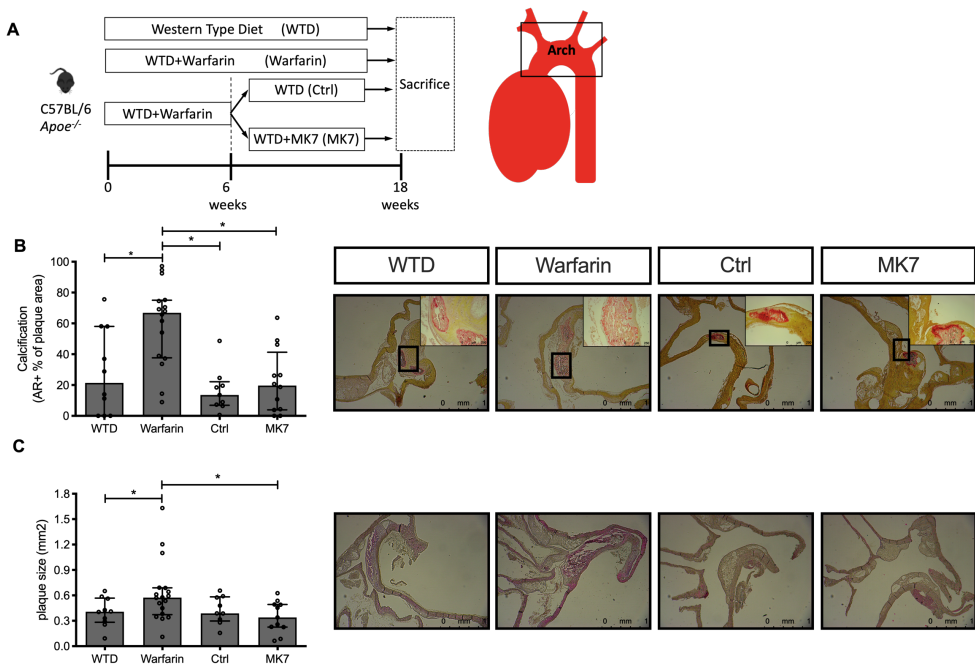 A
Western Type Diet (WTD)
WTD+Warfarin (Warfarin)
WTD+Warfarin
WTD (Ctrl)
WTD+MK7 (MK7)
Sacrifice
C57BL/6
Apoe-/-
0
6
weeks
18
weeks
Arch
B
* * *
Calcification
(AR+ % of plaque area)
100
80
60
40
20
0
WTD Warfarin Ctrl MK7
WTD Warfarin Ctrl MK7
0 mm 1
0 mm 1
0 mm 1
0 mm 1
C
* *
plaque size (mm2)
1.8
1.5
1.2
0.9
0.6
0.3
0.0
WTD Warfarin Ctrl MK7
0 mm 1
0 mm 1
0 mm 1
0 mm 1